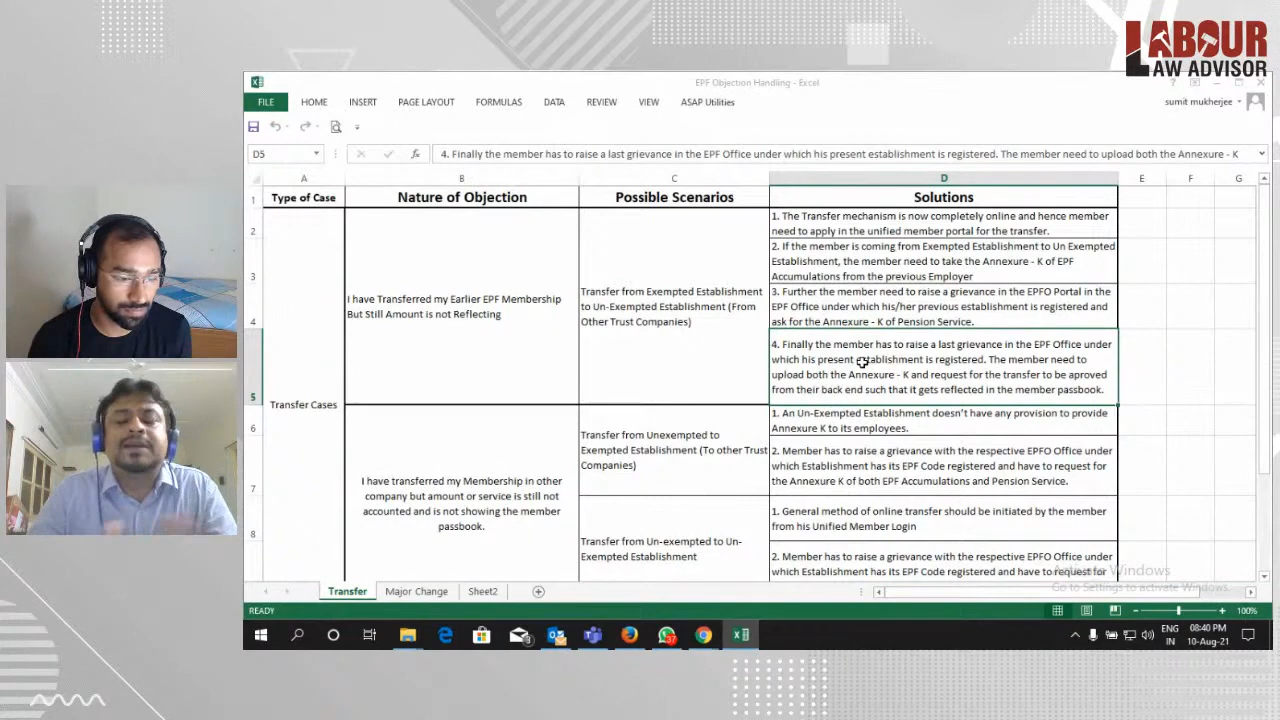 LABOUR
LAW ADVISOR
EPF Objection Handling - Excel
FILE HOME INSERT PAGE LAYOUT FORMULAS DATA REVIEW VIEW ASAP Utilities
sumit mukherjee
D5
fx
4. Finally the member has to raise a last grievance in the EPF Office under which his present establishment is registered. The member need to upload both the Annexure - K
A B C D E F G
1 Type of Case Nature of Objection Possible Scenarios Solutions
1. The Transfer mechanism is now completely online and hence member
2 need to apply in the unified member portal for the transfer.
2. If the member is coming from Exempted Establishment to Un Exempted
Establishment, the member need to take the Annexure - K of EPF
3 Accumulations from the previous Employer
I have Transferred my Earlier EPF Membership
But Still Amount is not Reflecting
Transfer from Exempted Establishment
to Un-Exempted Establishment (From
Other Trust Companies)
3. Further the member need to raise a grievance in the EPFO Portal in the
EPF Office under which his/her previous establishment is registered and
4 ask for the Annexure - K of Pension Service.
4. Finally the member has to raise a last grievance in the EPF Office under
which his present establishment is registered. The member need to
upload both the Annexure - K and request for the transfer to be aproved
from their back end such that it gets reflected in the member passbook.
5
Transfer Cases
1. An Un-Exempted Establishment doesn't have any provision to provide
6 Annexure K to its employees.
Transfer from Unexempted to
Exempted Establishment (To other Trust
Companies)
2. Member has to raise a grievance with the respective EPFO Office under
which Establishment has its EPF Code registered and have to request for
7 the Annexure K of both EPF Accumulations and Pension Service.
I have transferred my Membership in other
company but amount or service is still not
accounted and is not showing the member
passbook.
1. General method of online transfer should be initiated by the member
8 from his Unified Member Login
Transfer from Un-exempted to Un-
Exempted Establishment
2. Member has to raise a grievance with the respective EPFO Office under
which Establishment has its EPF Code registered and have to request for
Activate Windows
Go to Settings to activate Windows.
Transfer Major Change Sheet2
READY
100%
37
ENG
IN
08:40 PM
10-Aug-21